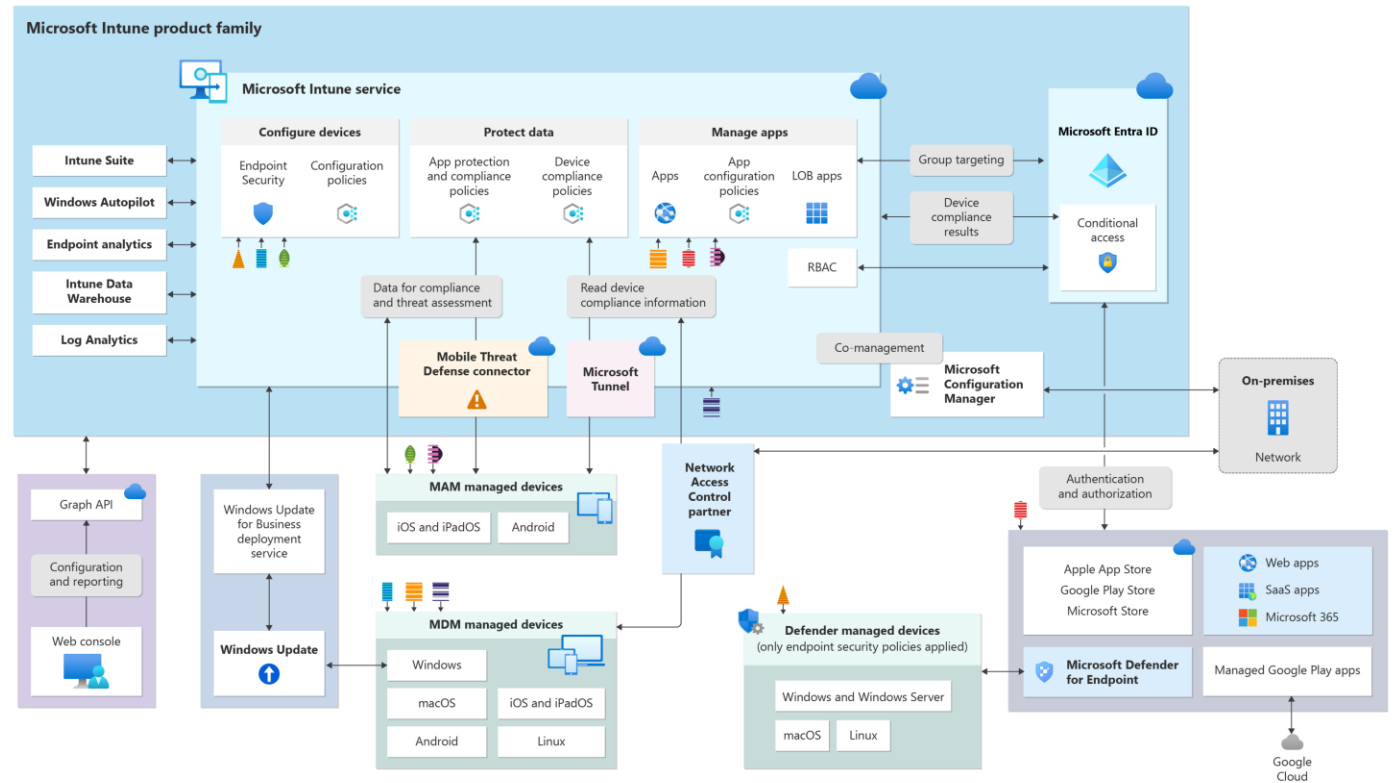 Microsoft Intune product family
Microsoft Intune service
Configure devices
Endpoint
Security
Configuration
policies
Protect data
App protection
and compliance
policies
Device
compliance
policies
Manage apps
Apps
App
configuration
policies
LOB apps
RBAC
Intune Suite
Windows Autopilot
Endpoint analytics
Intune Data
Warehouse
Log Analytics
Group targeting
Device
compliance
results
Microsoft Entra ID
Conditional
access
Data for compliance
and threat assessment
Read device
compliance information
Mobile Threat
Defense connector
Microsoft
Tunnel
Co-management
Microsoft
Configuration
Manager
On-premises
Network
Graph API
Configuration
and reporting
Web console
Windows Update
for Business
deployment
service
Windows Update
MAM managed devices
iOS and iPadOS
Android
MDM managed devices
Windows
macOS
iOS and iPadOS
Android
Linux
Network
Access
Control
partner
Defender managed devices
(only endpoint security policies applied)
Windows and Windows Server
macOS
Linux
Authentication
and authorization
Apple App Store
Google Play Store
Microsoft Store
Web apps
SaaS apps
Microsoft 365
Microsoft Defender
for Endpoint
Managed Google Play apps
Google
Cloud